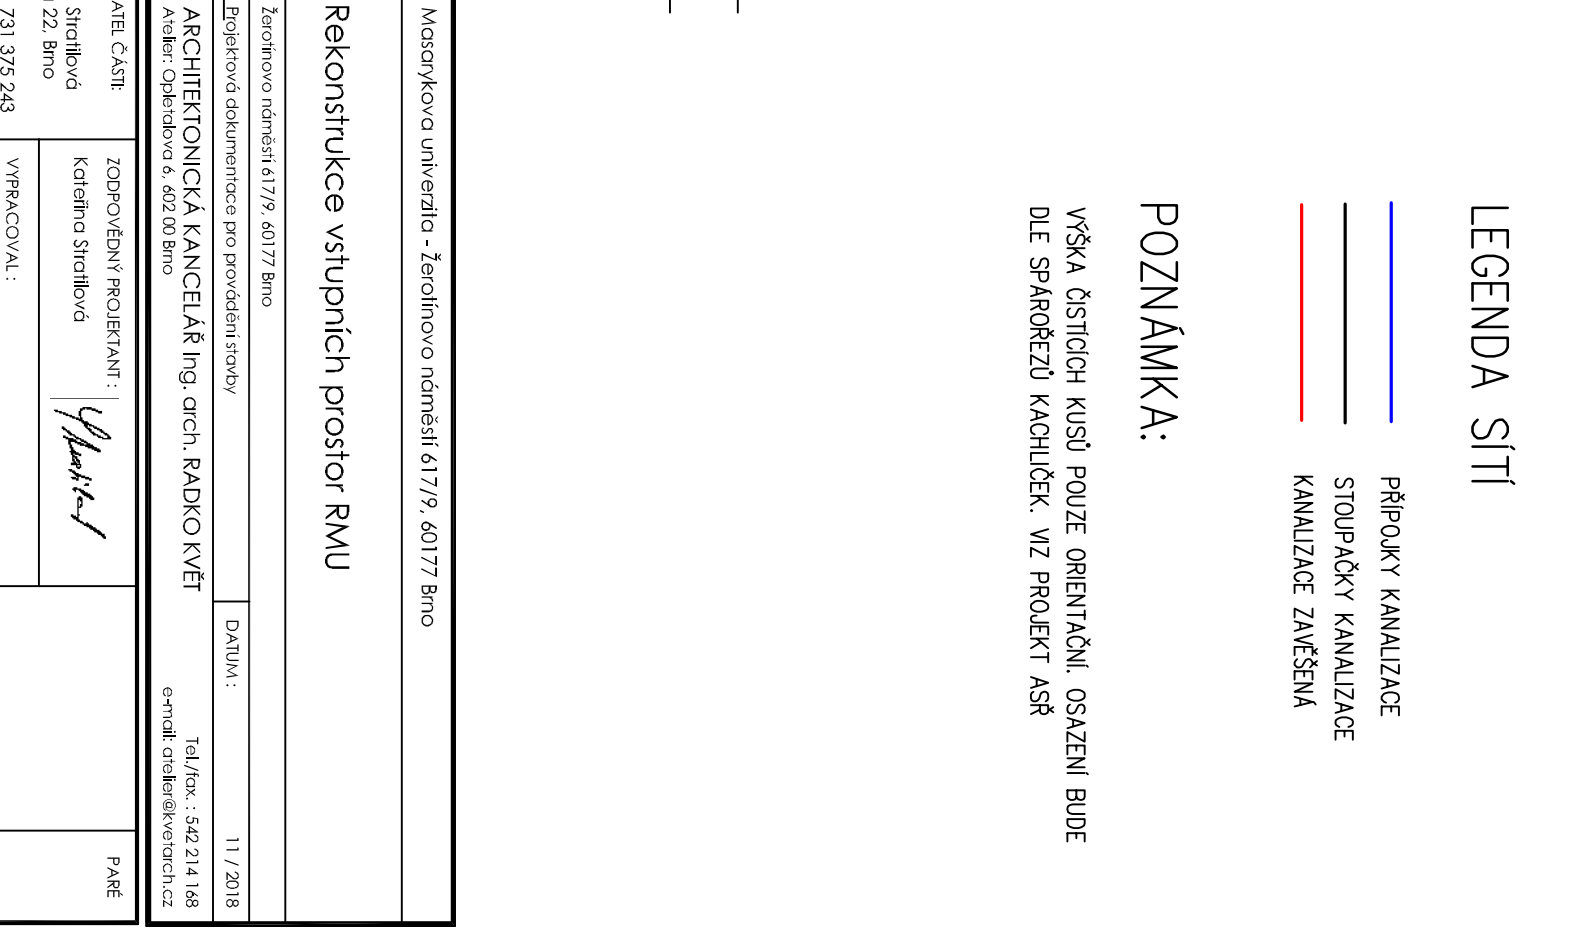 LEGENDA SÍTÍ
PŘÍPOJKY KANALIZACE
STOUPAČKY KANALIZACE
KANALIZACE ZAVĚŠENÁ
POZNÁMKA:
VÝŠKA ČISTÍCÍCH KUSŮ POUZE ORIENTAČNÍ. OSAZENÍ BUDE
DLE SPÁROŘEZŮ KACHLIČEK. VIZ PROJEKT ASŘ
Masarykova univerzita - Žerotínovo náměstí 617/9, 60177 Brno
Rekonstrukce vstupních prostor RMU
Žerotínovo náměstí 617/9, 60177 Brno
Projektová dokumentace pro provádění stavby
DATUM :
11 / 2018
ARCHITEKTONICKÁ KANCELÁŘ Ing. arch. RADKO KVĚT
Tel./fax. : 542 214 168
Atelier: Opletalova 6, 602 00 Brno
e-mail: atelier@kvetarch.cz
ATEL ČÁSTI:
Stratilová
22, Brno
731 375 243
ZODPOVĚDNÝ PROJEKTANT :
Kateřina Stratilová
VYPRACOVAL :
PARÉ